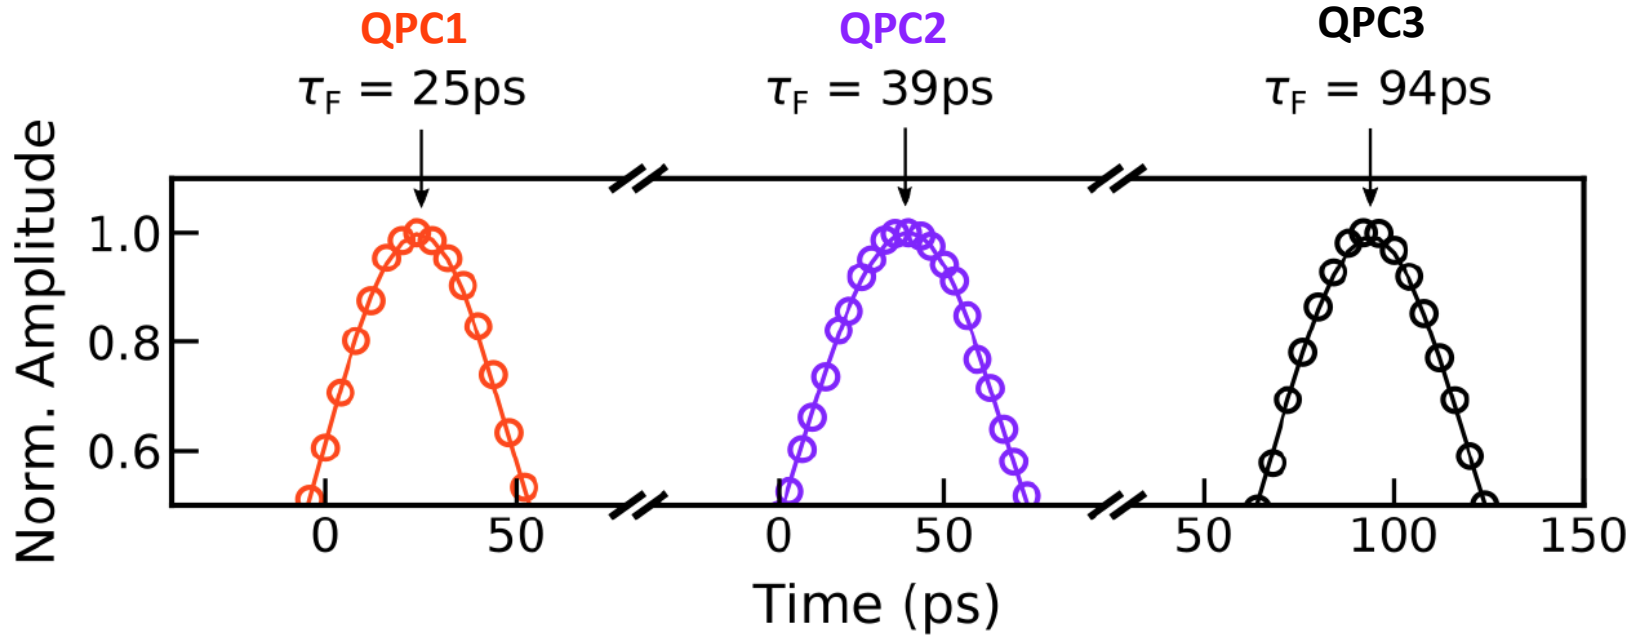 QPC1 QPC2 QPC3
τF = 25ps τF = 39ps τF = 94ps
Norm. Amplitude
1.0
0.8
0.6
0 50 0 50 50 100 150
Time (ps)